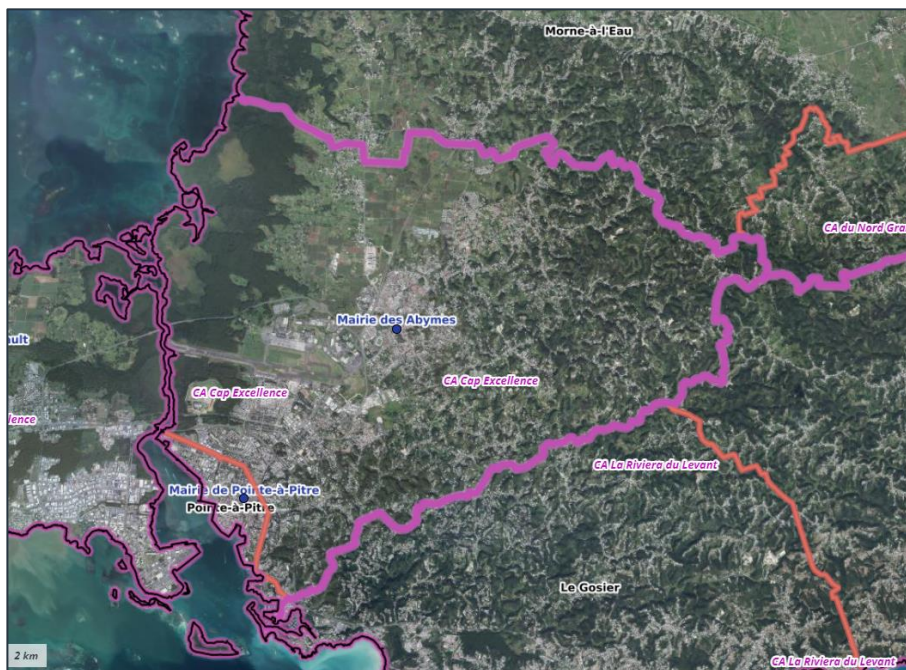 Morne-à-l'Eau
CA du Nord Gra
Mairie des Abymes
ault
CA Cap Excellence
CA Cap Excellence
ience
CA La Riviera du Levant
Mairie de Pointe-à-Pitre
Pointe-à-Pitre
Le Gosier
2 km
CA La Riviera du Levant